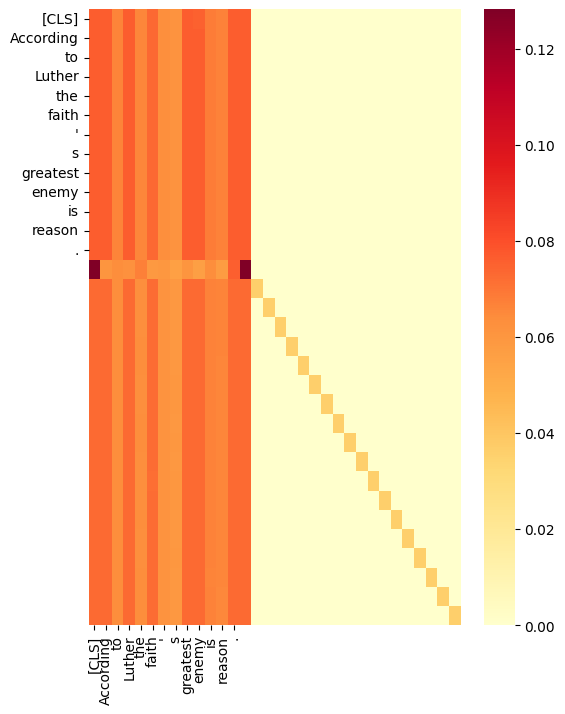 [CLS]
According
to
Luther
the
faith
'
s
greatest
enemy
is
reason
.
0.12
0.10
0.08
0.06
0.04
0.02
0.00
[CLS]
According
to
Luther
the
faith
'
s
greatest
enemy
is
reason
.